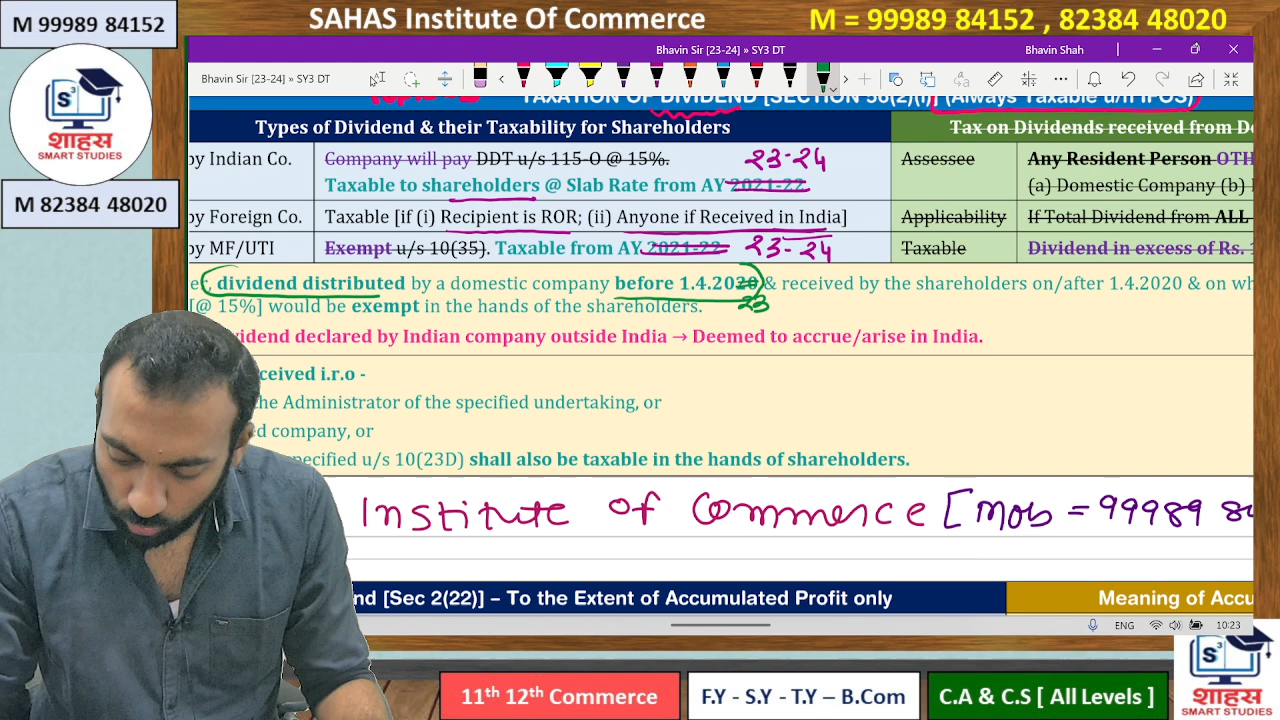 M 99989 84152
SAHAS Institute Of Commerce
M = 99989 84152 , 82384 48020
Bhavin Sir [23-24] » SY3 DT
Bhavin Shah
Bhavin Sir [23-24] » SY3 DT
TAXATION OF DIVIDEND [SECTION 56(2)(i)] (Always Taxable u/h IFOS)
Types of Dividend & their Taxability for Shareholders
Tax on Dividends received from Do
by Indian Co.
Company will pay DDT u/s 115-O @ 15%.
23-24
Taxable to shareholders @ Slab Rate from AY 2021-22
Assessee
Any Resident Person OTH
(a) Domestic Company (b)
by Foreign Co.
Taxable [if (i) Recipient is ROR; (ii) Anyone if Received in India]
Applicability
If Total Dividend from ALL
by MF/UTI
Exempt u/s 10(35). Taxable from AY 2021-22 23-24
Taxable
Dividend in excess of Rs.
er, dividend distributed by a domestic company before 1.4.2020 & received by the shareholders on/after 1.4.2020 & on wh
23
[@ 15%] would be exempt in the hands of the shareholders.
vidend declared by Indian company outside India → Deemed to accrue/arise in India.
ceived i.r.o -
he Administrator of the specified undertaking, or
ed company, or
pecified u/s 10(23D) shall also be taxable in the hands of shareholders.
Institute of Commerce [Mob = 99989 84
nd [Sec 2(22)] – To the Extent of Accumulated Profit only
Meaning of Accu
ENG
10:23
S³
शाहस
SMART STUDIES
M 82384 48020
11th 12th Commerce
F.Y - S.Y - T.Y – B.Com
C.A & C.S [ All Levels ]
S³
शाहस
SMART STUDIES